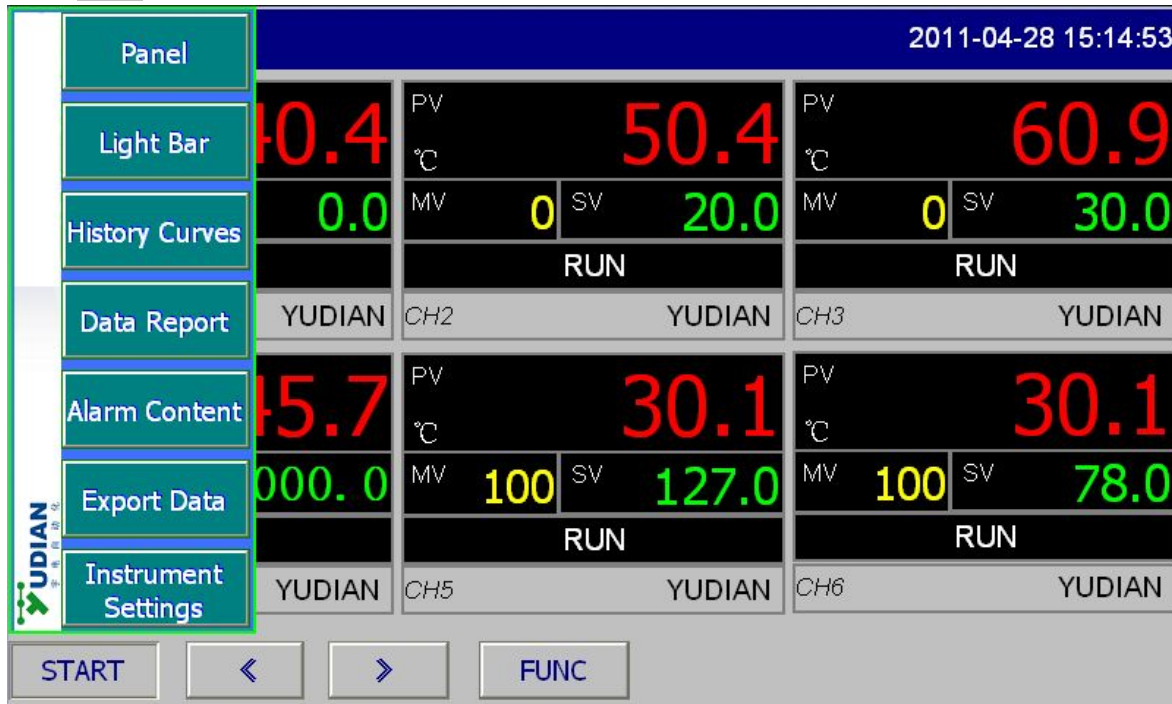 2011-04-28 15:14:53
Panel
Light Bar
History Curves
Data Report
Alarm Content
Export Data
Instrument
Settings
YUDIAN
0.4
0.0
YUDIAN
PV
50.4
℃
MV 0 SV 20.0
RUN
CH2 YUDIAN
PV
60.9
℃
MV 0 SV 30.0
RUN
CH3 YUDIAN
5.7
000.0
YUDIAN
PV
30.1
℃
MV 100 SV 127.0
RUN
CH5 YUDIAN
PV
30.1
℃
MV 100 SV 78.0
RUN
CH6 YUDIAN
START « » FUNC